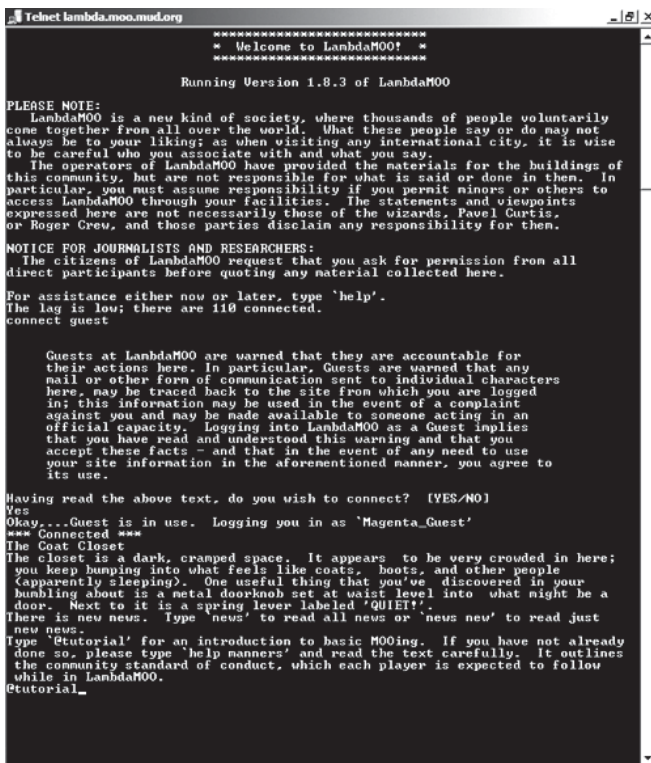 Telnet lambda.moo.mud.org
***************************
* Welcome to LambdaMOO! *
***************************
Running Version 1.8.3 of LambdaMOO
PLEASE NOTE:
LambdaMOO is a new kind of society, where thousands of people voluntarily
come together from all over the world. What these people say or do may not
always be to your liking; as when visiting any international city, it is wise
to be careful who you associate with and what you say.
The operators of LambdaMOO have provided the materials for the buildings of
this community, but are not responsible for what is said or done in them. In
particular, you must assume responsibility if you permit minors or others to
access LambdaMOO through your facilities. The statements and viewpoints
expressed here are not necessarily those of the wizards, Pavel Curtis,
or Roger Crew, and those parties disclaim any responsibility for them.
NOTICE FOR JOURNALISTS AND RESEARCHERS:
The citizens of LambdaMOO request that you ask for permission from all
direct participants before quoting any material collected here.
For assistance either now or later, type `help'.
The lag is low; there are 110 connected.
connect guest
Guests at LambdaMOO are warned that they are accountable for
their actions here. In particular, Guests are warned that any
mail or other form of communication sent to individual characters
here, may be traced back to the site from which you are logged
in; this information may be used in the event of a complaint
against you and may be made available to someone acting in an
official capacity. Logging into LambdaMOO as a Guest implies
that you have read and understood this warning and that you
accept these facts - and that in the event of any need to use
your site information in the aforementioned manner, you agree to
its use.
Having read the above text, do you wish to connect? [YES/NO]
Yes
Okay,...Guest is in use. Logging you in as `Magenta_Guest'
*** Connected ***
The Coat Closet
The closet is a dark, cramped space. It appears to be very crowded in here;
you keep bumping into what feels like coats, boots, and other people
(apparently sleeping). One useful thing that you've discovered in your
bumbling about is a metal doorknob set at waist level into what might be a
door. Next to it is a spring lever labeled 'QUIET!'.
There is new news. Type `news' to read all news or `news new' to read just
new news.
Type `@tutorial' for an introduction to basic MOOing. If you have not already
done so, please type `help manners' and read the text carefully. It outlines
the community standard of conduct, which each player is expected to follow
while in LambdaMOO.
@tutorial_